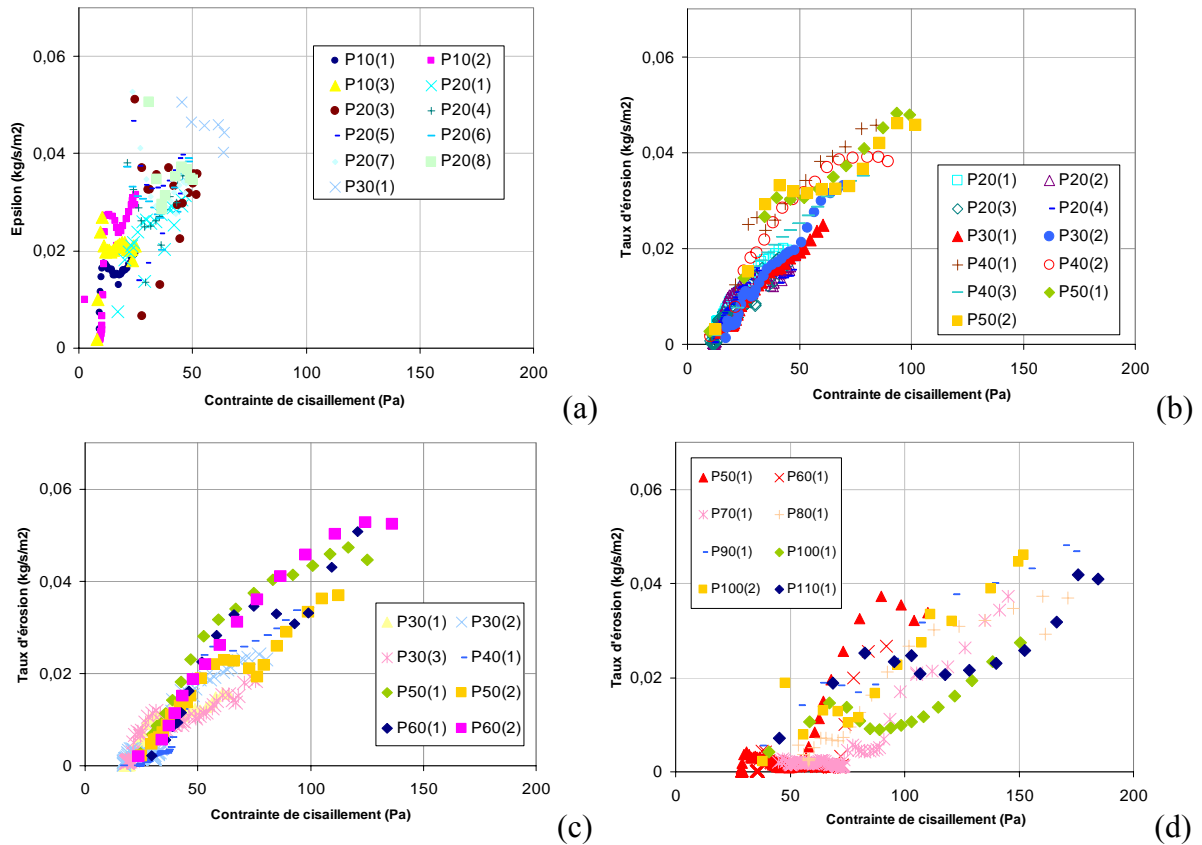 0,06
0,04
0,02
0
Epsilon (kg/s/m2)
P10(1) P10(2)
P10(3) P20(1)
P20(3) P20(4)
P20(5) P20(6)
P20(7) P20(8)
P30(1)
0 50 100 150 200
Contrainte de cisaillement (Pa)
(a)
0,06
0,04
0,02
0
Taux d'érosion (kg/s/m2)
P20(1) P20(2)
P20(3) P20(4)
P30(1) P30(2)
P40(1) P40(2)
P40(3) P50(1)
P50(2)
0 50 100 150 200
Contrainte de cisaillement (Pa)
(b)
0,06
0,04
0,02
0
Taux d'érosion (kg/s/m2)
P30(1) P30(2)
P30(3) P40(1)
P50(1) P50(2)
P60(1) P60(2)
0 50 100 150 200
Contrainte de cisaillement (Pa)
(c)
0,06
0,04
0,02
0
Taux d'érosion (kg/s/m2)
P50(1) P60(1)
P70(1) P80(1)
P90(1) P100(1)
P100(2) P110(1)
0 50 100 150 200
Contrainte de cisaillement (Pa)
(d)